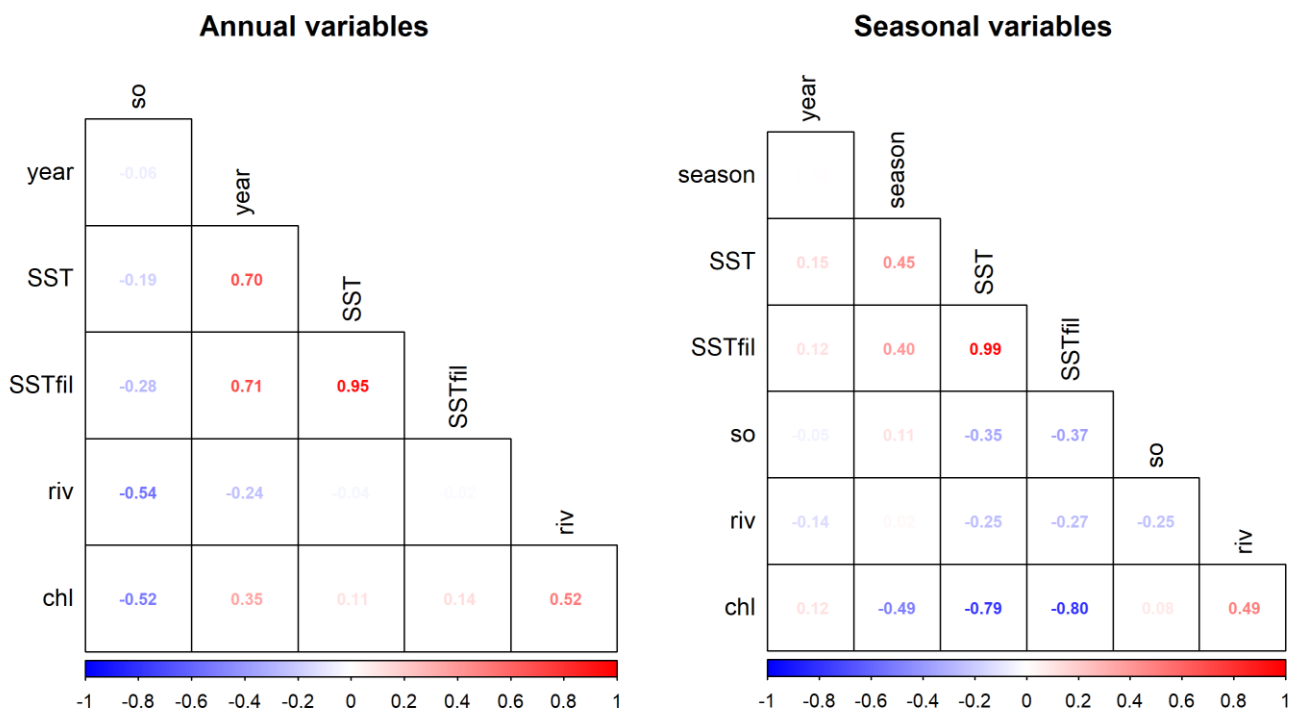 Annual variables
so
year -0.06
year
SST -0.19 0.70
SST
SSTfil -0.28 0.71 0.95
SSTfil
riv -0.54 -0.24 -0.04 -0.02
riv
chl -0.52 0.35 0.11 0.14 0.52
-1 -0.8 -0.6 -0.4 -0.2 0 0.2 0.4 0.6 0.8 1
Seasonal variables
year
season
season
SST 0.15 0.45
SST
SSTfil 0.12 0.40 0.99
SSTfil
so -0.05 0.11 -0.35 -0.37
so
riv -0.14 0.02 -0.25 -0.27 -0.25
riv
chl 0.12 -0.49 -0.79 -0.80 0.08 0.49
-1 -0.8 -0.6 -0.4 -0.2 0 0.2 0.4 0.6 0.8 1